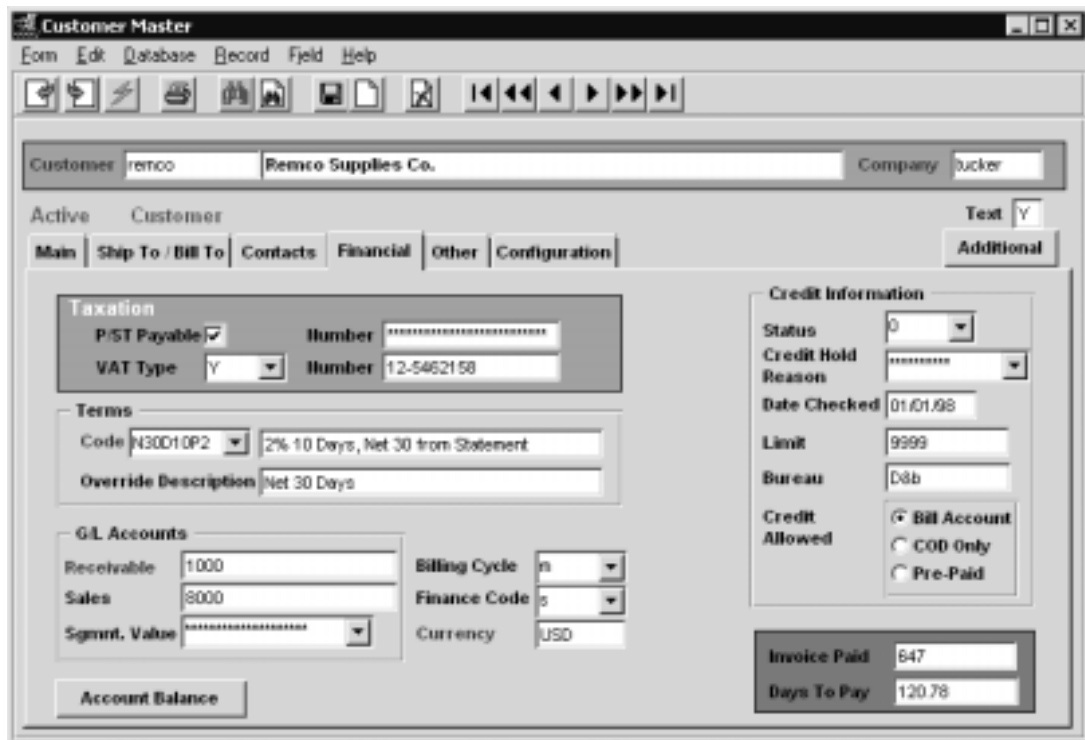 Customer Master
Form Edit Database Record Field Help
Customer remco Remco Supplies Co. Company tucker
Active Customer Text Y
Main Ship To / Bill To Contacts Financial Other Configuration Additional
Taxation
P/ST Payable Number **************************
VAT Type Y Number 12-5462158
Terms
Code N30D10P2 2% 10 Days, Net 30 from Statement
Override Description Net 30 Days
G/L Accounts
Receivable 1000
Sales 8000
Sgmnt. Value ********************
Billing Cycle m
Finance Code s
Currency USD
Account Balance
Credit Information
Status 0
Credit Hold
Reason **********
Date Checked 01/01/98
Limit 9999
Bureau D&b
Credit
Allowed
Bill Account
COD Only
Pre-Paid
Invoice Paid 647
Days To Pay 120.78